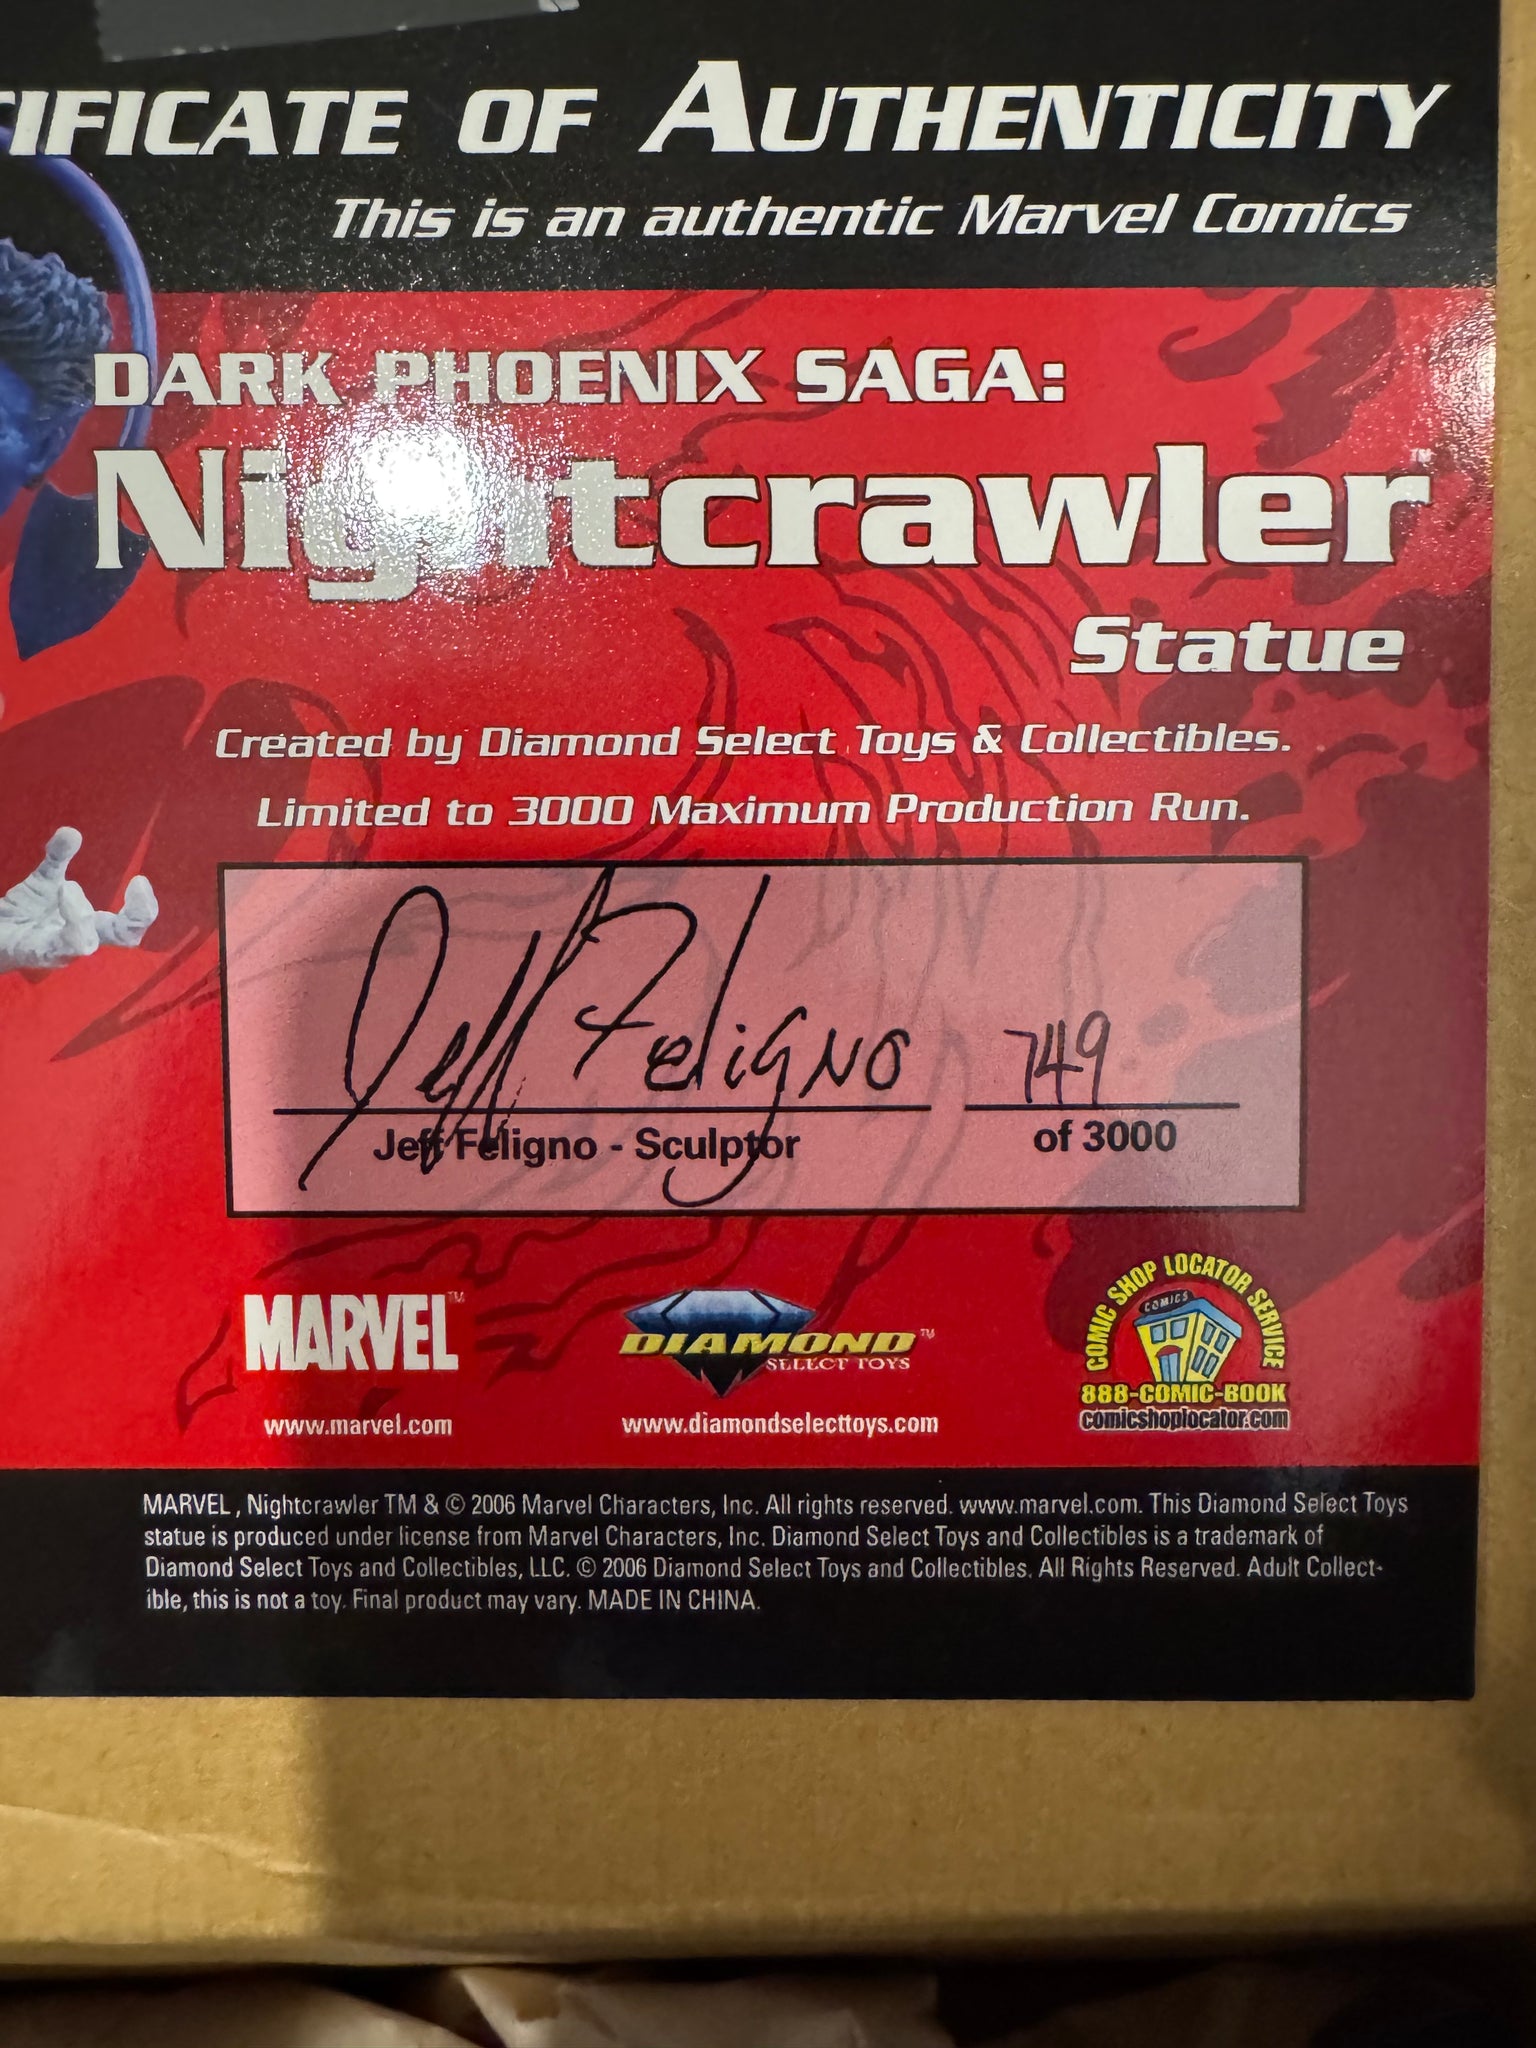 TIFICATE OF AUTHENTICITY
This is an authentic Marvel Comics
DARK PHOENIX SAGA:
Nightcrawler™
Statue
Created by Diamond Select Toys & Collectibles.
Limited to 3000 Maximum Production Run.
Jeff Feligno 749
Jeff Feligno - Sculptor of 3000
MARVEL™
www.marvel.com
DIAMOND™
SELECT TOYS
www.diamondselecttoys.com
COMIC SHOP LOCATOR SERVICE
COMICS
888-COMIC-BOOK
comicshoplocator.com
MARVEL, Nightcrawler TM & © 2006 Marvel Characters, Inc. All rights reserved. www.marvel.com. This Diamond Select Toys
statue is produced under license from Marvel Characters, Inc. Diamond Select Toys and Collectibles is a trademark of
Diamond Select Toys and Collectibles, LLC. © 2006 Diamond Select Toys and Collectibles. All Rights Reserved. Adult Collect-
ible, this is not a toy. Final product may vary. MADE IN CHINA.